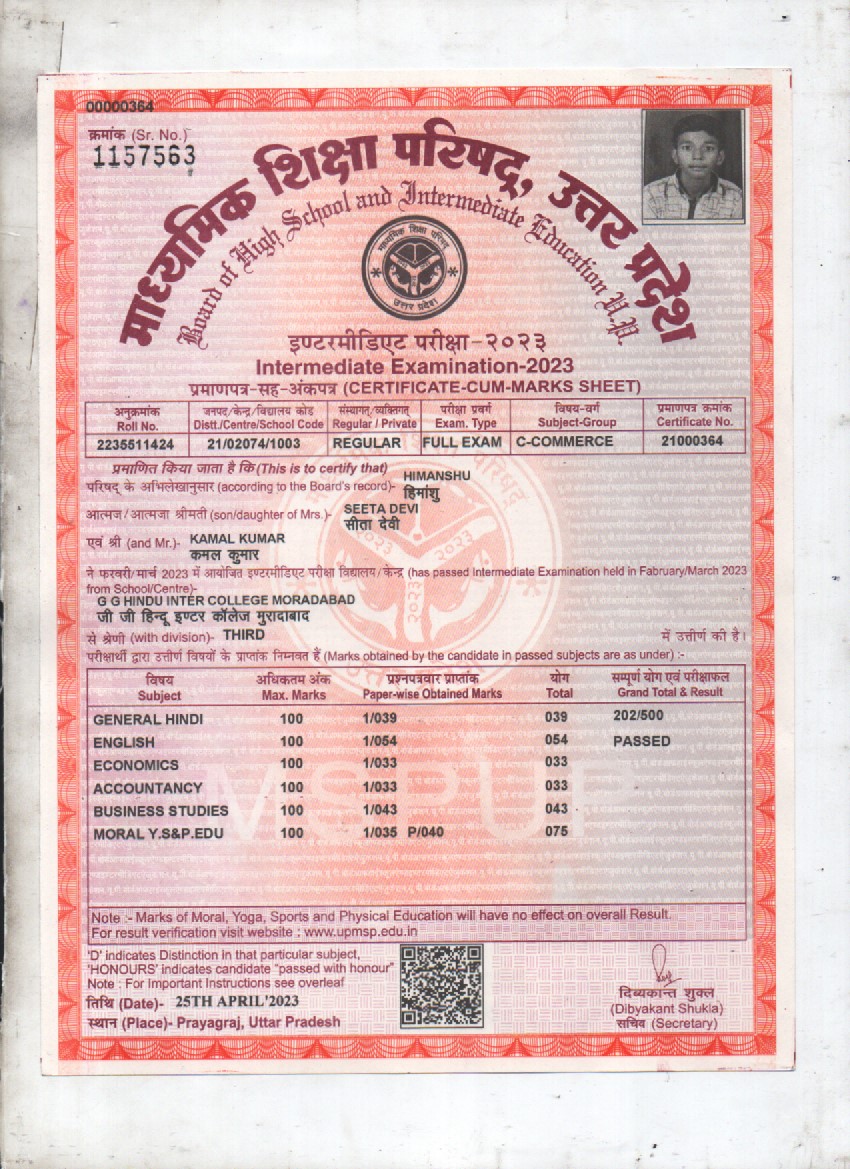 00000364
क्रमांक (Sr. No.)
1157563
माध्यमिक शिक्षा परिषद्, उत्तर प्रदेश
Board of High School and Intermediate Education U.P.
माध्यमिक शिक्षा परिषद
उत्तर प्रदेश
इण्टरमीडिएट परीक्षा-२०२३
Intermediate Examination-2023
प्रमाणपत्र-सह-अंकपत्र (CERTIFICATE-CUM-MARKS SHEET)
अनुक्रमांक जनपद/केन्द्र/विद्यालय कोड संस्थागत/व्यक्तिगत परीक्षा प्रवर्ग विषय-वर्ग प्रमाणपत्र क्रमांक
Roll No. Distt./Centre/School Code Regular / Private Exam. Type Subject-Group Certificate No.
2235511424 21/02074/1003 REGULAR FULL EXAM C-COMMERCE 21000364
प्रमाणित किया जाता है कि (This is to certify that)
परिषद् के अभिलेखानुसार (according to the Board's record)- HIMANSHU
हिमांशु
आत्मज/आत्मजा श्रीमती (son/daughter of Mrs.)- SEETA DEVI
सीता देवी
एवं श्री (and Mr.)- KAMAL KUMAR
कमल कुमार
ने फरवरी/मार्च 2023 में आयोजित इण्टरमीडिएट परीक्षा विद्यालय/केन्द्र (has passed Intermediate Examination held in Fabruary/March 2023
from School/Centre)-
G G HINDU INTER COLLEGE MORADABAD
जी जी हिन्दू इण्टर कॉलेज मुरादाबाद
से श्रेणी (with division)- THIRD में उत्तीर्ण की है।
परीक्षार्थी द्वारा उत्तीर्ण विषयों के प्राप्तांक निम्नवत हैं (Marks obtained by the candidate in passed subjects are as under) :-
विषय अधिकतम अंक प्रश्नपत्रवार प्राप्तांक योग सम्पूर्ण योग एवं परीक्षाफल
Subject Max. Marks Paper-wise Obtained Marks Total Grand Total & Result
GENERAL HINDI 100 1/039 039 202/500
ENGLISH 100 1/054 054 PASSED
ECONOMICS 100 1/033 033
ACCOUNTANCY 100 1/033 033
BUSINESS STUDIES 100 1/043 043
MORAL Y.S&P.EDU 100 1/035 P/040 075
MSPUP
Note :- Marks of Moral, Yoga, Sports and Physical Education will have no effect on overall Result.
For result verification visit website : www.upmsp.edu.in
'D' indicates Distinction in that particular subject,
'HONOURS' indicates candidate "passed with honour"
Note : For Important Instructions see overleaf
तिथि (Date)- 25TH APRIL'2023
स्थान (Place)- Prayagraj, Uttar Pradesh
दिब्यकान्त शुक्ल
(Dibyakant Shukla)
सचिव (Secretary)